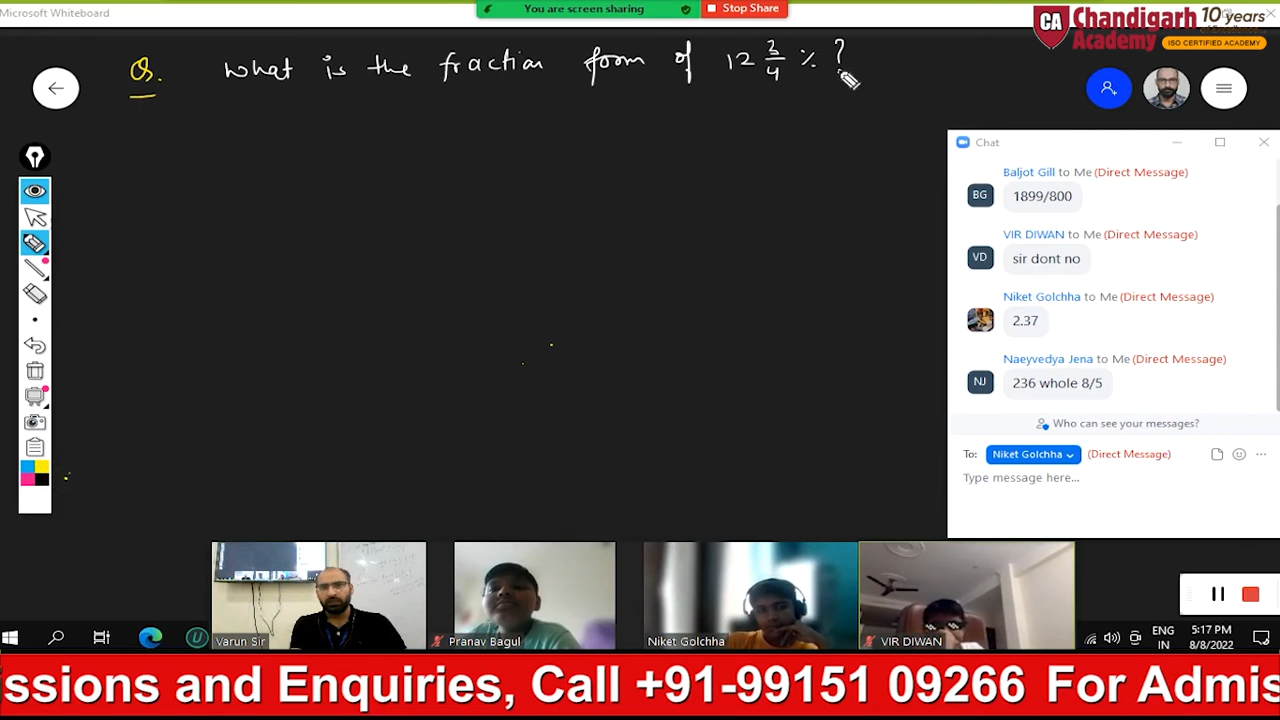 Microsoft Whiteboard
You are screen sharing
Stop Share
CA Chandigarh Academy
10 years
ISO CERTIFIED ACADEMY
Q. What is the fraction form of 12 3/4 % ?
Chat
Baljot Gill to Me (Direct Message)
BG
1899/800
VIR DIWAN to Me (Direct Message)
VD
sir dont no
Niket Golchha to Me (Direct Message)
2.37
Naeyvedya Jena to Me (Direct Message)
NJ
236 whole 8/5
Who can see your messages?
To: Niket Golchha (Direct Message)
Type message here...
Varun Sir
Pranav Bagul
Niket Golchha
VIR DIWAN
ENG
IN
5:17 PM
8/8/2022
ssions and Enquiries, Call +91-99151 09266 For Admis